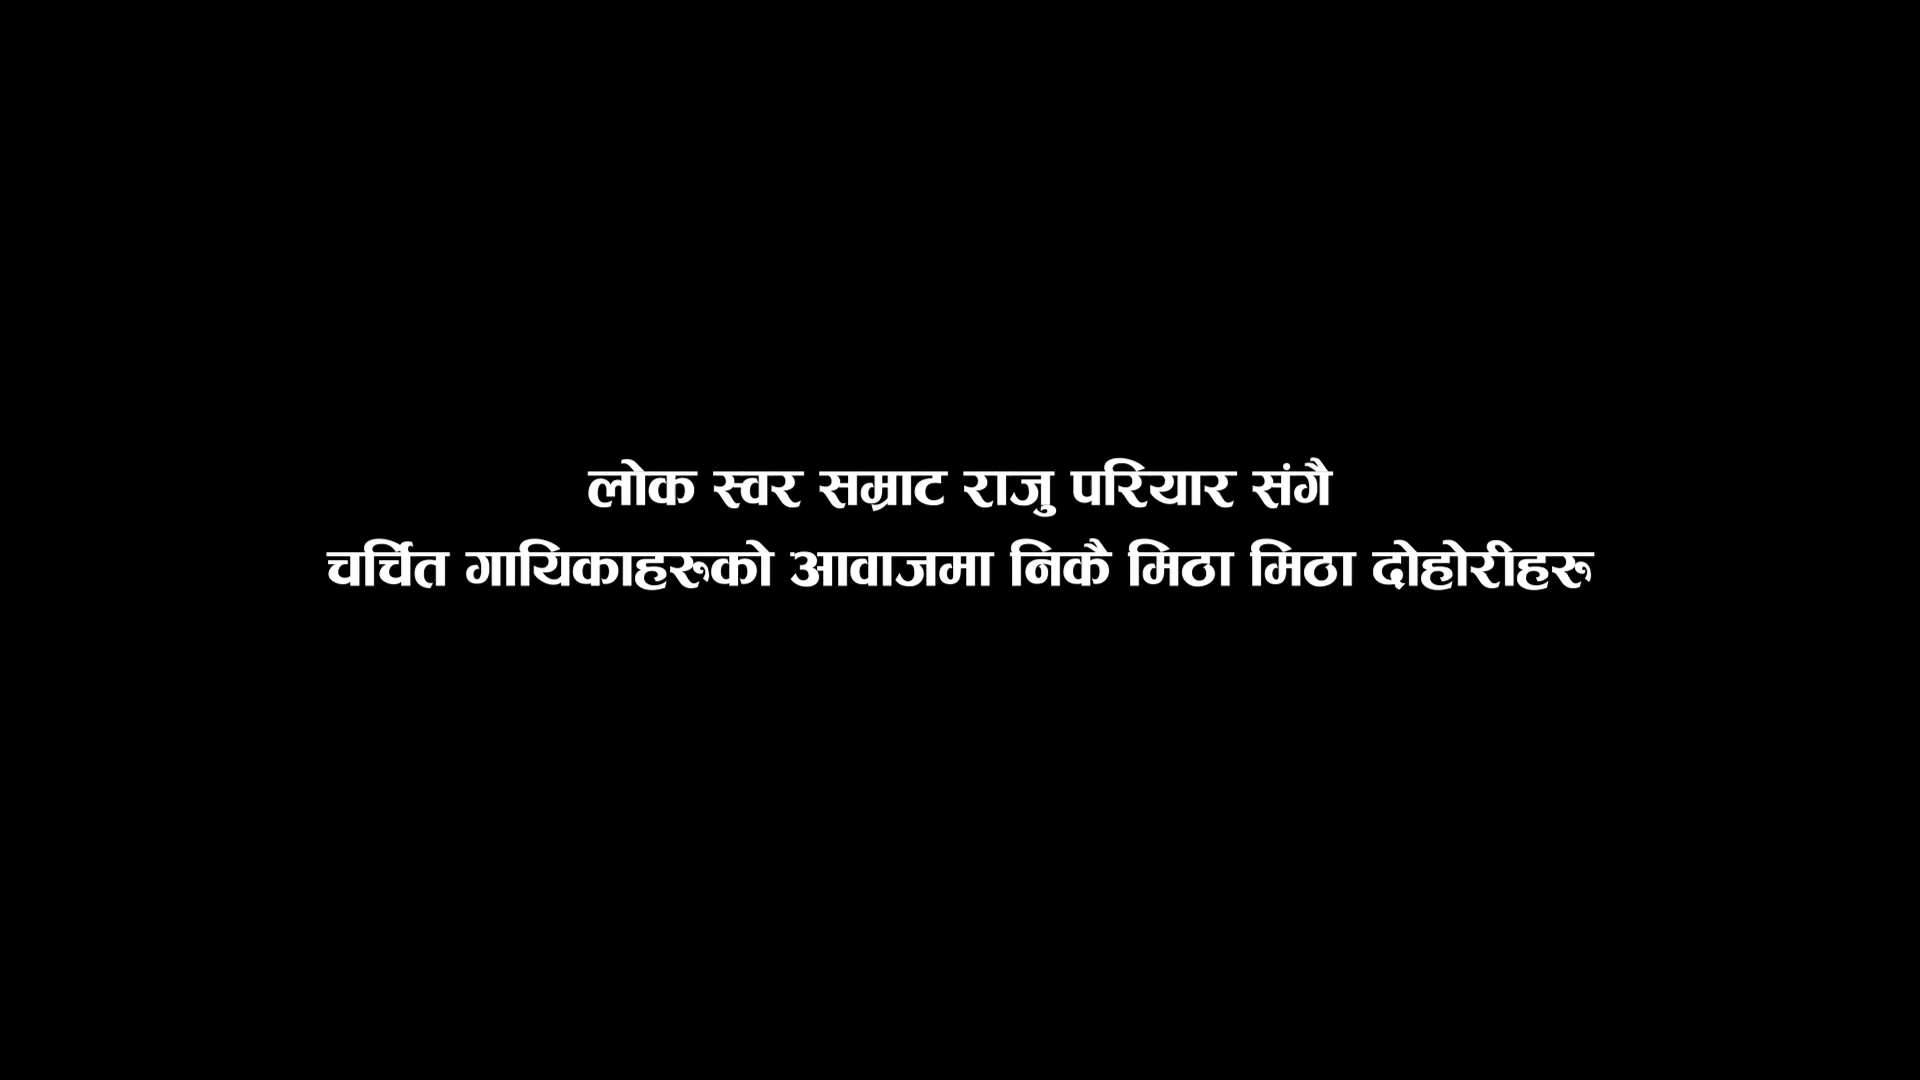 लोक स्वर सम्राट राजु परियार संगै
चर्चित गायिकाहरुको आवाजमा निकै मिठा मिठा दोहोरीहरु